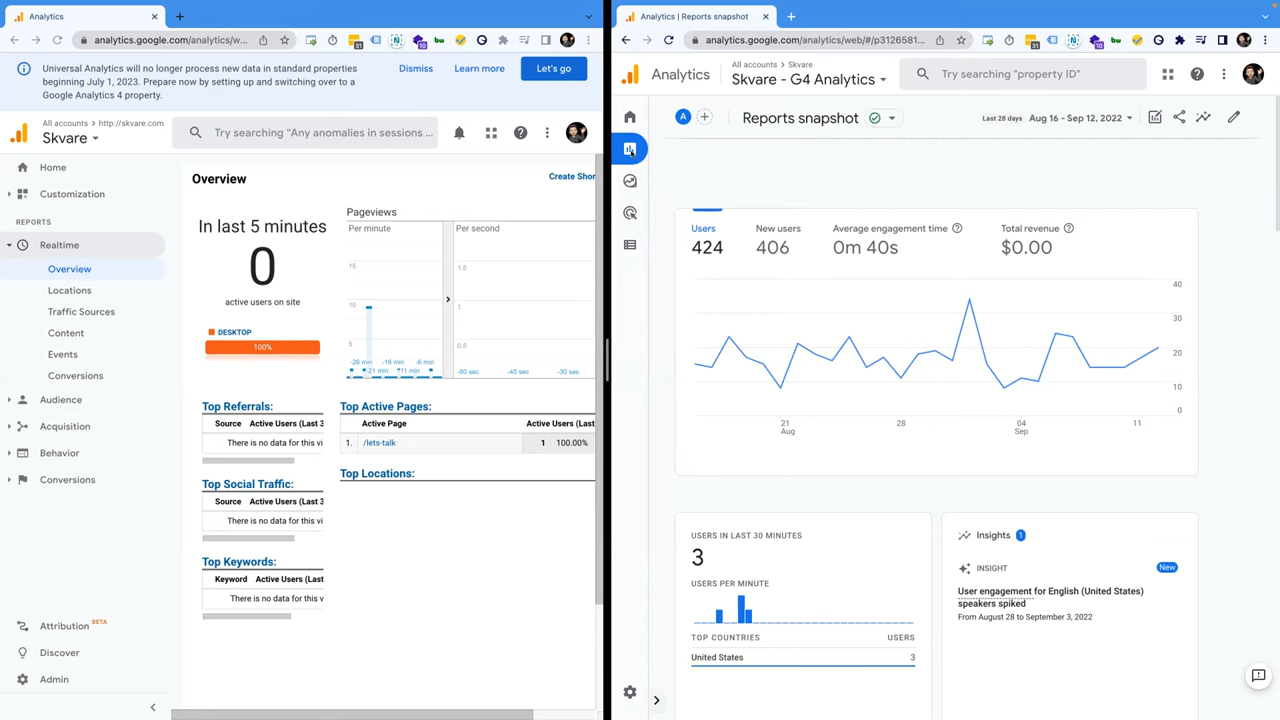 Analytics
analytics.google.com/analytics/w...
31
10
bw
Universal Analytics will no longer process new data in standard properties
beginning July 1, 2023. Prepare now by setting up and switching over to a
Google Analytics 4 property.
Dismiss
Learn more
Let's go
All accounts > http://skvare.com
Skvare
Try searching "Any anomalies in sessions ...
Home
Customization
REPORTS
Realtime
Overview
Locations
Traffic Sources
Content
Events
Conversions
Audience
Acquisition
Behavior
Conversions
Attribution BETA
Discover
Admin
Overview
Create Shor
In last 5 minutes
0
active users on site
DESKTOP
100%
Pageviews
Per minute
Per second
15
10
5
1.5
1
0.5
-26 min
-21 min
-16 min
-11 min
-6 min
-60 sec
-45 sec
-30 sec
Top Referrals:
Source Active Users (Last 3
There is no data for this vi
Top Social Traffic:
Source Active Users (Last 3
There is no data for this vi
Top Keywords:
Keyword Active Users (Last
There is no data for this vi
Top Active Pages:
Active Page Active Users (Last
1. /lets-talk 1 100.00%
Top Locations:
Analytics | Reports snapshot
analytics.google.com/analytics/web/#/p3126581...
31
10
bw
Analytics
All accounts > Skvare
Skvare - G4 Analytics
Try searching "property ID"
A
Reports snapshot
Last 28 days Aug 16 - Sep 12, 2022
Users
424
New users
406
Average engagement time
0m 40s
Total revenue
$0.00
40
30
20
10
0
21
Aug
28
04
Sep
11
USERS IN LAST 30 MINUTES
3
USERS PER MINUTE
TOP COUNTRIES USERS
United States 3
Insights 1
INSIGHT
New
User engagement for English (United States)
speakers spiked
From August 28 to September 3, 2022